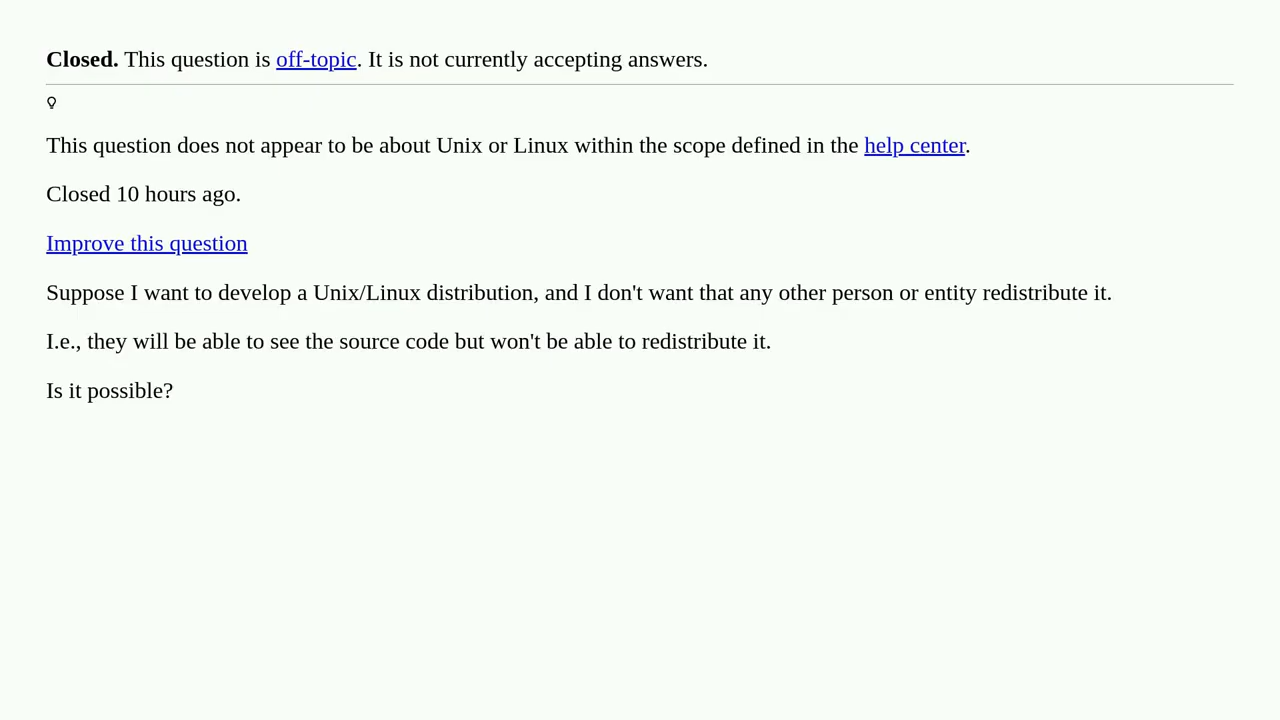 Closed. This question is off-topic. It is not currently accepting answers.
This question does not appear to be about Unix or Linux within the scope defined in the help center.
Closed 10 hours ago.
Improve this question
Suppose I want to develop a Unix/Linux distribution, and I don't want that any other person or entity redistribute it.
I.e., they will be able to see the source code but won't be able to redistribute it.
Is it possible?